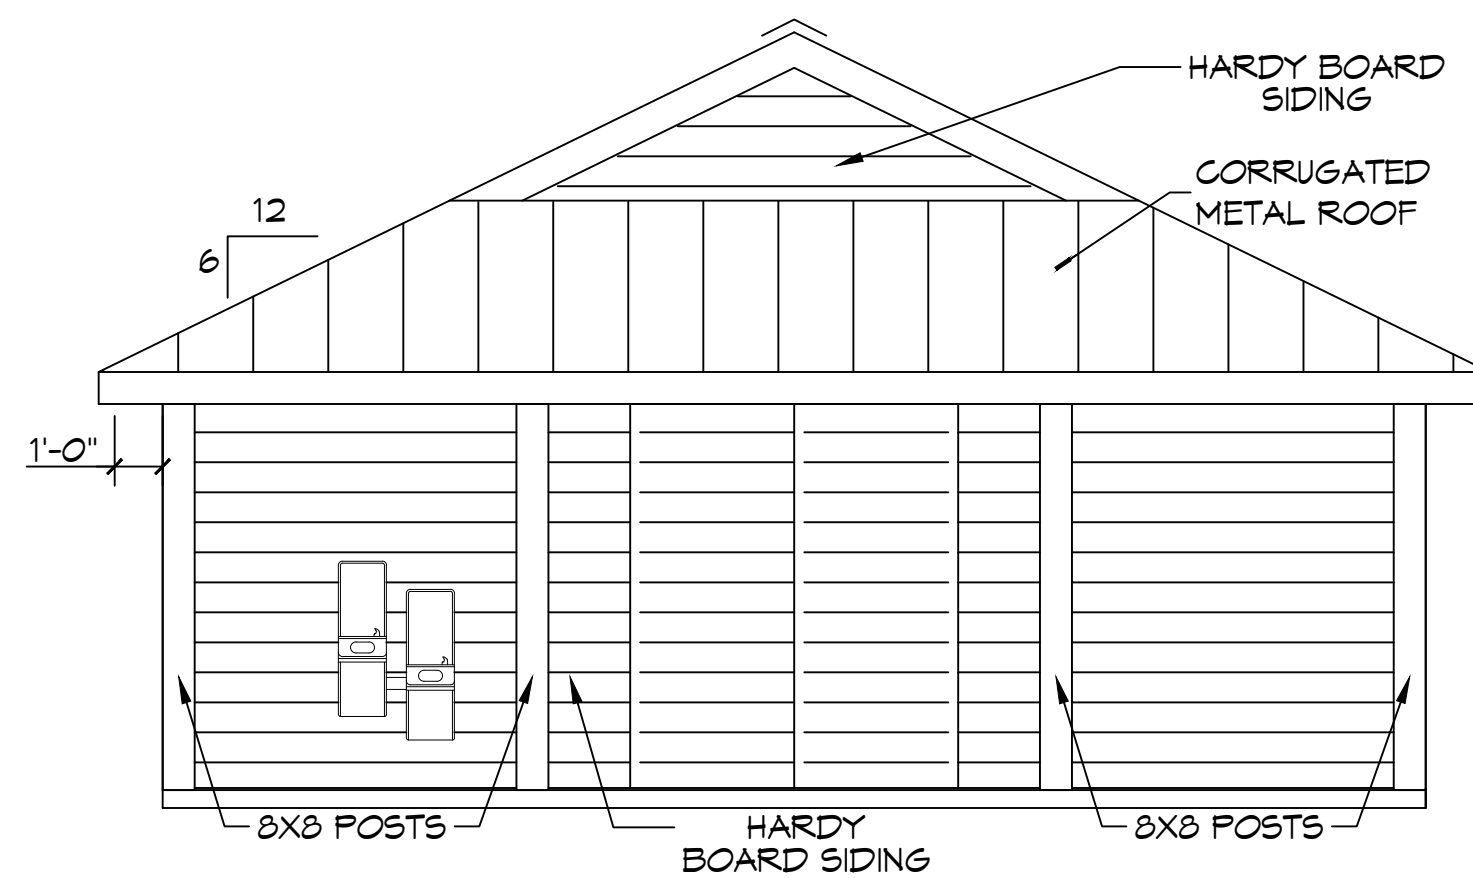 HARDY BOARD
SIDING
CORRUGATED
METAL ROOF
12
6
1'-0"
8X8 POSTS
HARDY
BOARD SIDING
8X8 POSTS